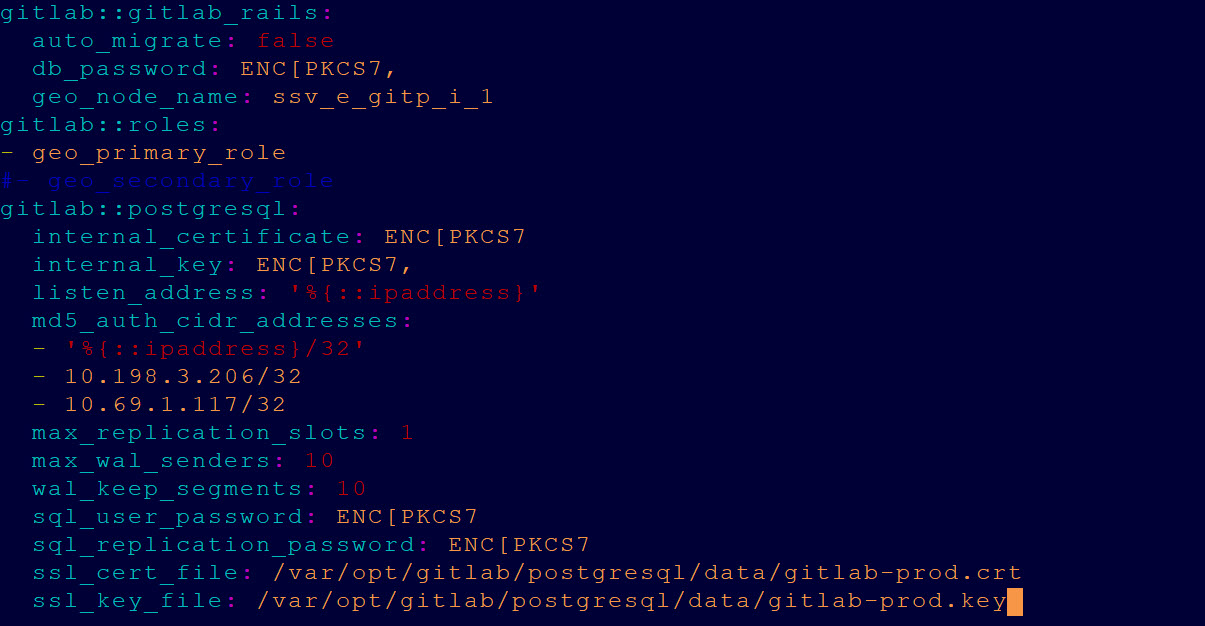 gitlab::gitlab_rails:
  auto_migrate: false
  db_password: ENC[PKCS7,
  geo_node_name: ssv_e_gitp_i_1
gitlab::roles:
- geo_primary_role
#- geo_secondary_role
gitlab::postgresql:
  internal_certificate: ENC[PKCS7
  internal_key: ENC[PKCS7,
  listen_address: '%{::ipaddress}'
  md5_auth_cidr_addresses:
  - '%{::ipaddress}/32'
  - 10.198.3.206/32
  - 10.69.1.117/32
  max_replication_slots: 1
  max_wal_senders: 10
  wal_keep_segments: 10
  sql_user_password: ENC[PKCS7
  sql_replication_password: ENC[PKCS7
  ssl_cert_file: /var/opt/gitlab/postgresql/data/gitlab-prod.crt
  ssl_key_file: /var/opt/gitlab/postgresql/data/gitlab-prod.key